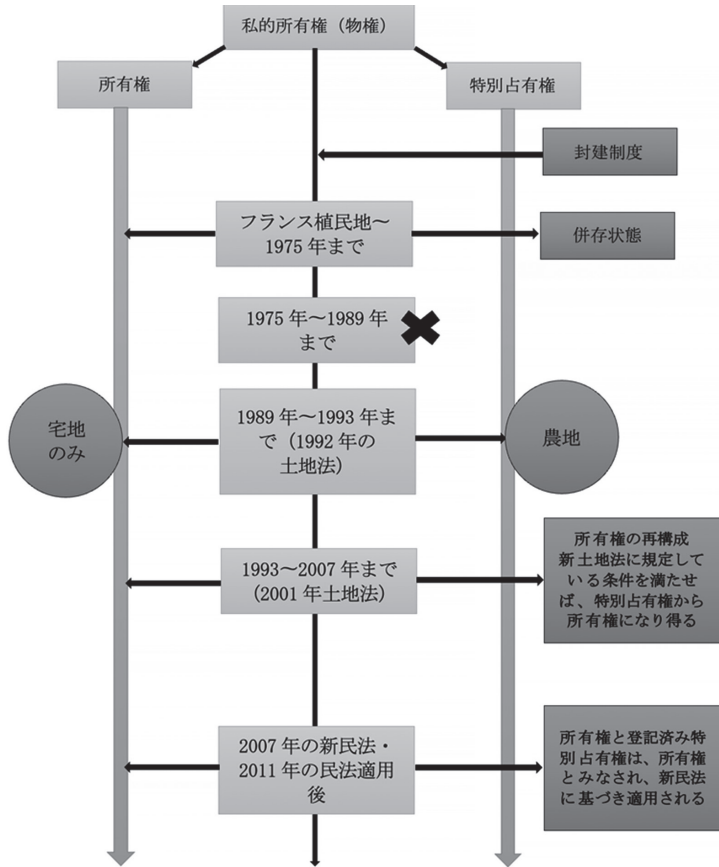 私的所有権（物権）
所有権
特別占有権
封建制度
フランス植民地～
1975 年まで
併存状態
1975 年～1989 年
まで
宅地
のみ
1989 年～1993 年ま
で（1992 年の
土地法）
農地
1993～2007 年まで
(2001 年土地法）
所有権の再構成
新土地法に規定して
いる条件を満たせ
ば、特別占有権から
所有権になり得る
2007 年の新民法・
2011 年の民法適用
後
所有権と登記済み特
別占有権は、所有権
とみなされ、新民法
に基づき適用される